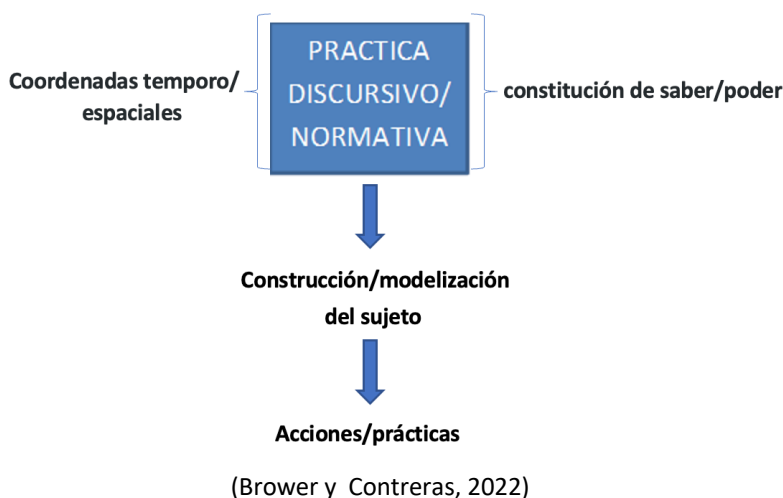 PRACTICA
DISCURSIVO/
NORMATIVA
Coordenadas temporo/
espaciales
constitución de saber/poder
Construcción/modelización
del sujeto
Acciones/prácticas
(Brower y Contreras, 2022)